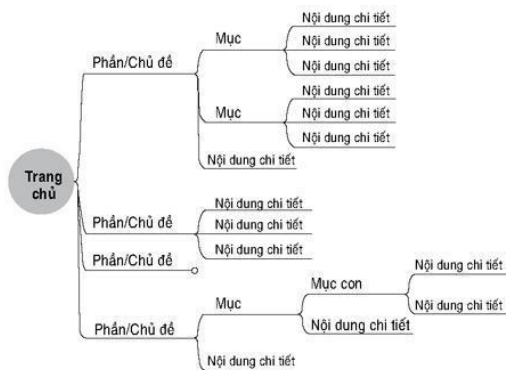 Trang
chủ
Phần/Chủ đề
Mục
Nội dung chi tiết
Nội dung chi tiết
Nội dung chi tiết
Mục
Nội dung chi tiết
Nội dung chi tiết
Nội dung chi tiết
Nội dung chi tiết
Phần/Chủ đề
Nội dung chi tiết
Nội dung chi tiết
Nội dung chi tiết
Phần/Chủ đề
Phần/Chủ đề
Mục
Mục con
Nội dung chi tiết
Nội dung chi tiết
Nội dung chi tiết
Nội dung chi tiết